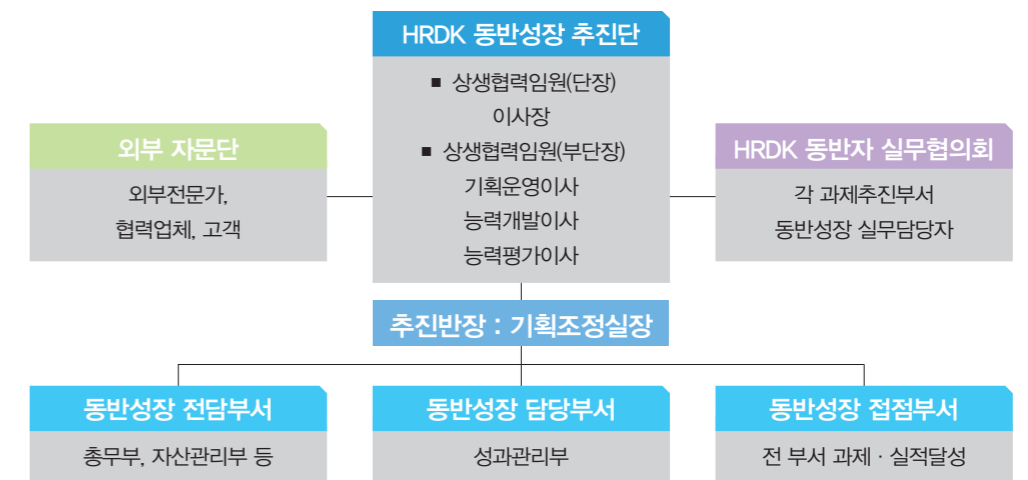 HRDK 동반성장 추진단
■ 상생협력임원(단장)
이사장
■ 상생협력임원(부단장)
기획운영이사
능력개발이사
능력평가이사
외부 자문단
외부전문가,
협력업체, 고객
HRDK 동반자 실무협의회
각 과제추진부서
동반성장 실무담당자
추진반장 : 기획조정실장
동반성장 전담부서
총무부, 자산관리부 등
동반성장 담당부서
성과관리부
동반성장 접점부서
전 부서 과제 · 실적달성